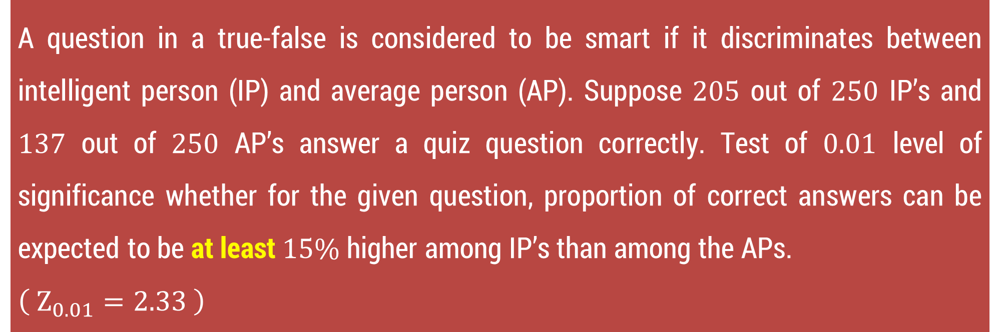 A question in a true-false is considered to be smart if it discriminates between
intelligent person (IP) and average person (AP). Suppose 205 out of 250 IP’s and
137 out of 250 AP’s answer a quiz question correctly. Test of 0.01 level of
significance whether for the given question, proportion of correct answers can be
expected to be at least 15% higher among IP’s than among the APs.
( Z₀.₀₁ = 2.33 )